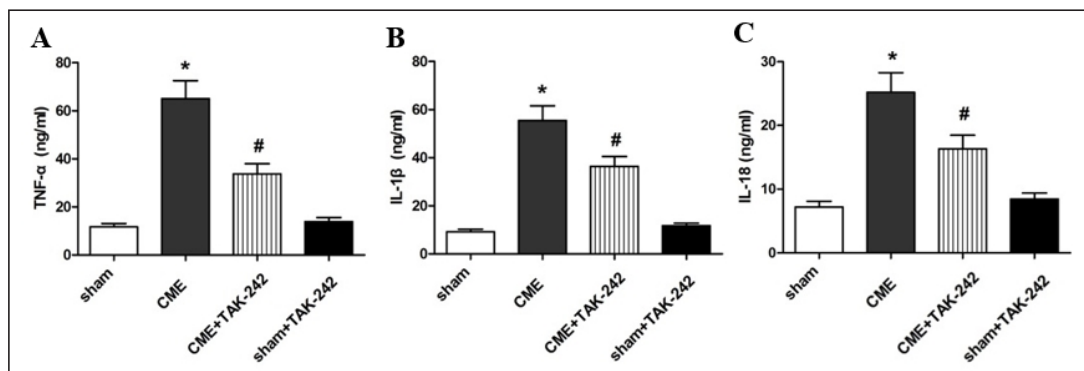 A
TNF-α (ng/ml)
80
60
40
20
0
*
#
sham
CME
CME+TAK-242
sham+TAK-242
B
IL-1β (ng/ml)
80
60
40
20
0
*
#
sham
CME
CME+TAK-242
sham+TAK-242
C
IL-18 (ng/ml)
30
20
10
0
*
#
sham
CME
CME+TAK-242
sham+TAK-242